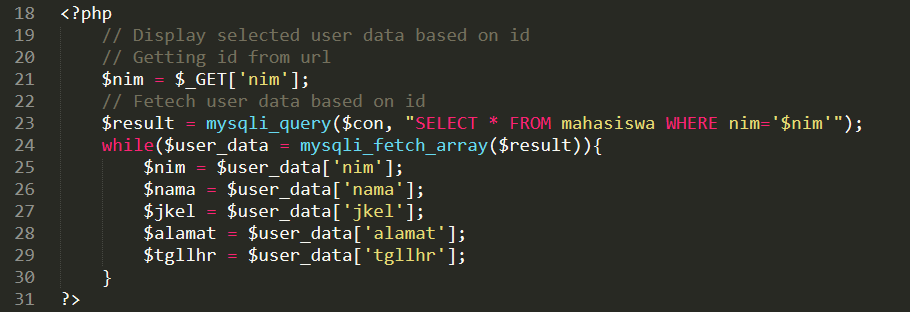 18 <?php
19 // Display selected user data based on id
20 // Getting id from url
21 $nim = $_GET['nim'];
22 // Fetech user data based on id
23 $result = mysqli_query($con, "SELECT * FROM mahasiswa WHERE nim='$nim'");
24 while($user_data = mysqli_fetch_array($result)){
25 $nim = $user_data['nim'];
26 $nama = $user_data['nama'];
27 $jkel = $user_data['jkel'];
28 $alamat = $user_data['alamat'];
29 $tgllhr = $user_data['tgllhr'];
30 }
31 ?>